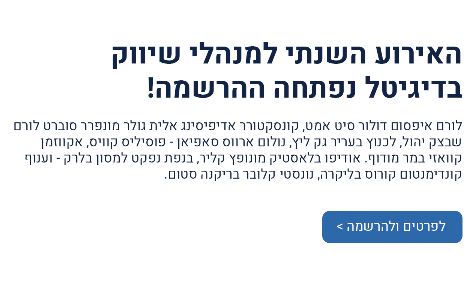 האירוע השנתי למנהלי שיווק
בדיגיטל נפתחה ההרשמה!
לורם איפסום דולור סיט אמט, קונסקטורר אדיפיסינג אלית גולר מונפרר סוברט לורם
שבצק יהול, לכנוץ בעריר גק ליץ, נולום ארווס סאפיאן - פוסיליס קוויס, אקווזמן
קוואזי במר מודוף. אודיפו בלאסטיק מונופץ קליר, בנפת נפקט למסון בלרק - וענוף
קונדימנטום קורוס בליקרה, נונסטי קלובר בריקנה סטום.
לפרטים ולהרשמה >